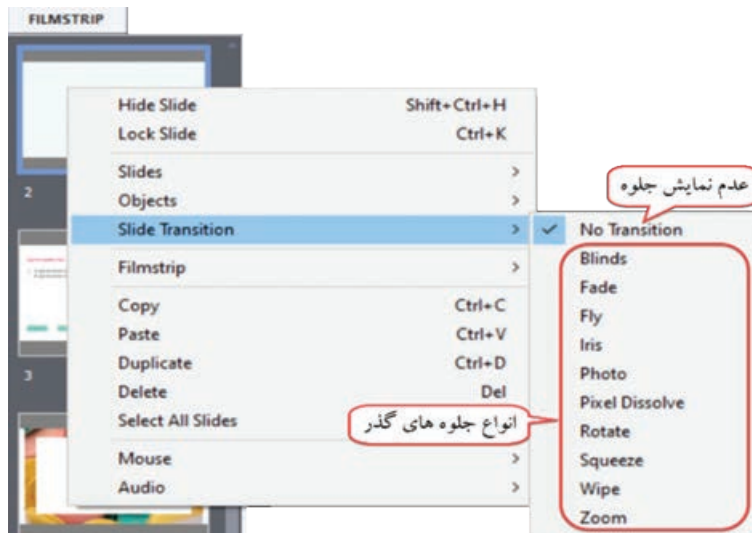 FILMSTRIP
Hide Slide Shift+Ctrl+H
Lock Slide Ctrl+K
Slides >
Objects >
Slide Transition >
Filmstrip >
Copy Ctrl+C
Paste Ctrl+V
Duplicate Ctrl+D
Delete Del
Select All Slides
Mouse >
Audio >
2
3
عدم نمایش جلوه
✓ No Transition
Blinds
Fade
Fly
Iris
Photo
Pixel Dissolve
Rotate
Squeeze
Wipe
Zoom
انواع جلوه های گذر